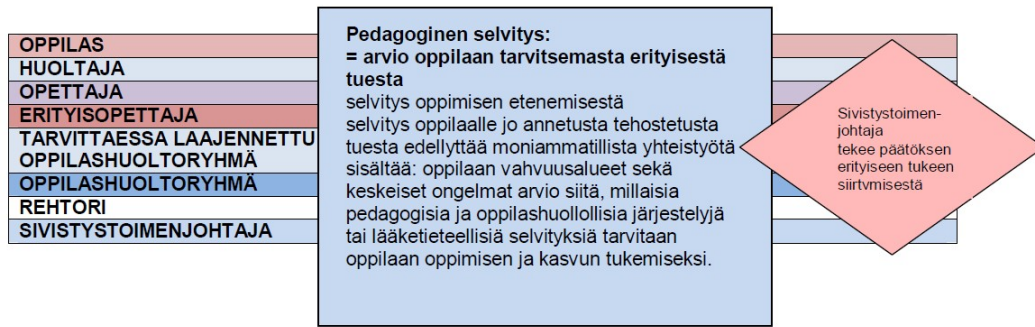 OPPILAS
HUOLTAJA
OPETTAJA
ERITYISOPETTAJA
TARVITTAESSA LAAJENNETTU
OPPILASHUOLTORYHMÄ
OPPILASHUOLTORYHMÄ
REHTORI
SIVISTYSTOIMENJOHTAJA
Pedagoginen selvitys:
= arvio oppilaan tarvitsemasta erityisestä
tuesta
selvitys oppimisen etenemisestä
selvitys oppilaalle jo annetusta tehostetusta
tuesta edellyttää moniammatillista yhteistyötä
sisältää: oppilaan vahvuusalueet sekä
keskeiset ongelmat arvio siitä, millaisia
pedagogisia ja oppilashuollollisia järjestelyjä
tai lääketieteellisiä selvityksiä tarvitaan
oppilaan oppimisen ja kasvun tukemiseksi.
Sivistystoimen-
johtaja
tekee päätöksen
erityiseen tukeen
siirtymisestä